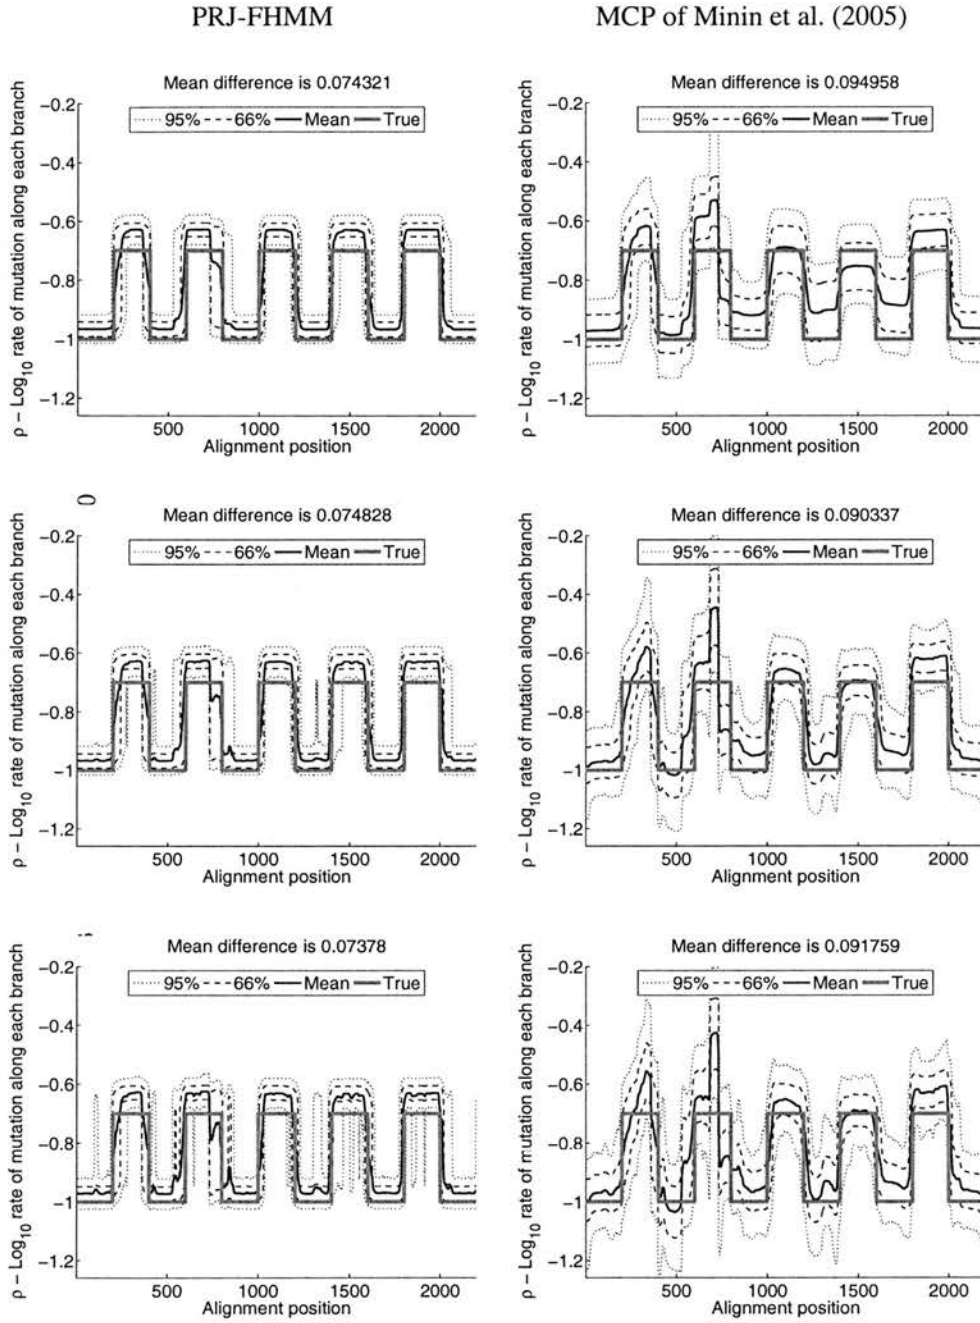 PRJ-FHMM
MCP of Minin et al. (2005)
Mean difference is 0.074321
−0.2
95% 66% Mean True
−0.4
−0.6
−0.8
−1
−1.2
500 1000 1500 2000
Alignment position
ρ − Log10 rate of mutation along each branch
Mean difference is 0.094958
−0.2
95% 66% Mean True
−0.4
−0.6
−0.8
−1
−1.2
500 1000 1500 2000
Alignment position
ρ − Log10 rate of mutation along each branch
0
Mean difference is 0.074828
−0.2
95% 66% Mean True
−0.4
−0.6
−0.8
−1
−1.2
500 1000 1500 2000
Alignment position
ρ − Log10 rate of mutation along each branch
Mean difference is 0.090337
−0.2
95% 66% Mean True
−0.4
−0.6
−0.8
−1
−1.2
500 1000 1500 2000
Alignment position
ρ − Log10 rate of mutation along each branch
Mean difference is 0.07378
−0.2
95% 66% Mean True
−0.4
−0.6
−0.8
−1
−1.2
500 1000 1500 2000
Alignment position
ρ − Log10 rate of mutation along each branch
Mean difference is 0.091759
−0.2
95% 66% Mean True
−0.4
−0.6
−0.8
−1
−1.2
500 1000 1500 2000
Alignment position
ρ − Log10 rate of mutation along each branch